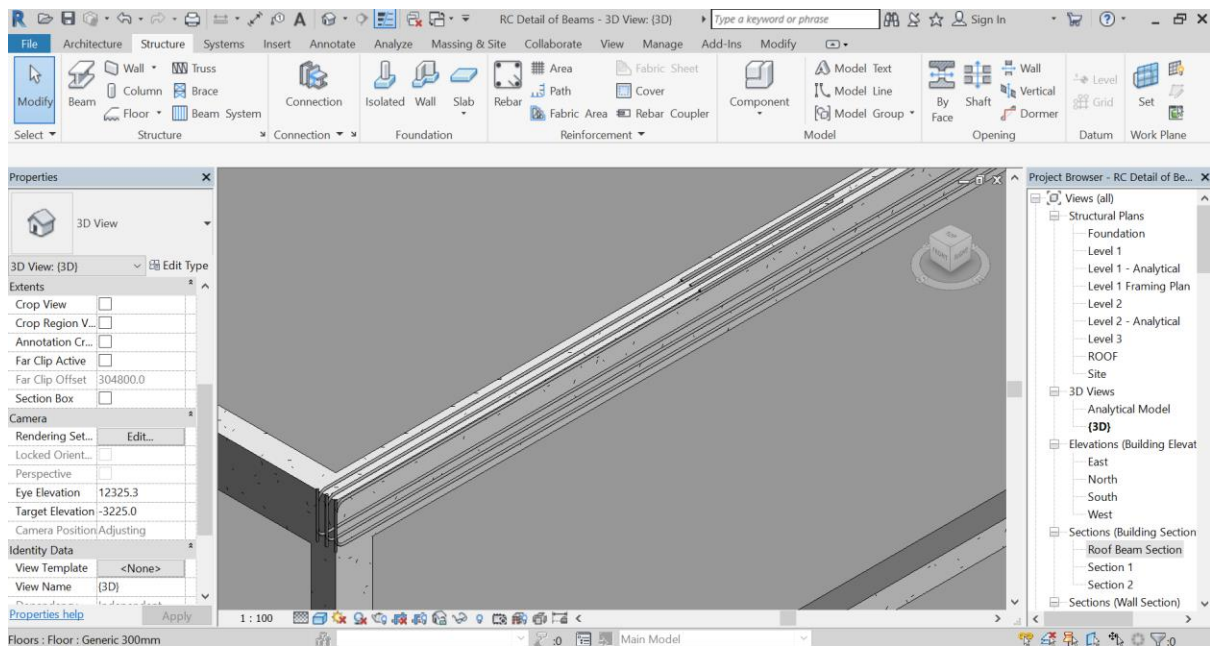 RC Detail of Beams - 3D View: {3D}
Type a keyword or phrase
Sign In
File Architecture Structure Systems Insert Annotate Analyze Massing & Site Collaborate View Manage Add-Ins Modify
Modify
Beam
Wall
Truss
Column
Brace
Floor
Beam System
Connection
Isolated
Wall
Slab
Rebar
Area
Fabric Sheet
Path
Cover
Fabric Area
Rebar Coupler
Component
Model Text
Model Line
Model Group
By Face
Shaft
Wall
Vertical
Dormer
Level
Grid
Set
Select
Structure
Connection
Foundation
Reinforcement
Model
Opening
Datum
Work Plane
Properties
3D View
3D View: {3D}
Edit Type
Extents
Crop View
Crop Region V...
Annotation Cr...
Far Clip Active
Far Clip Offset 304800.0
Section Box
Camera
Rendering Set... Edit...
Locked Orient...
Perspective
Eye Elevation 12325.3
Target Elevation -3225.0
Camera Position Adjusting
Identity Data
View Template <None>
View Name {3D}
Properties help
Apply
TOP
FRONT
1 : 100
Project Browser - RC Detail of Be...
Views (all)
Structural Plans
Foundation
Level 1
Level 1 - Analytical
Level 1 Framing Plan
Level 2
Level 2 - Analytical
Level 3
ROOF
Site
3D Views
Analytical Model
{3D}
Elevations (Building Elevat
East
North
South
West
Sections (Building Section
Roof Beam Section
Section 1
Section 2
Sections (Wall Section)
Floors : Floor : Generic 300mm
:0
Main Model
:0